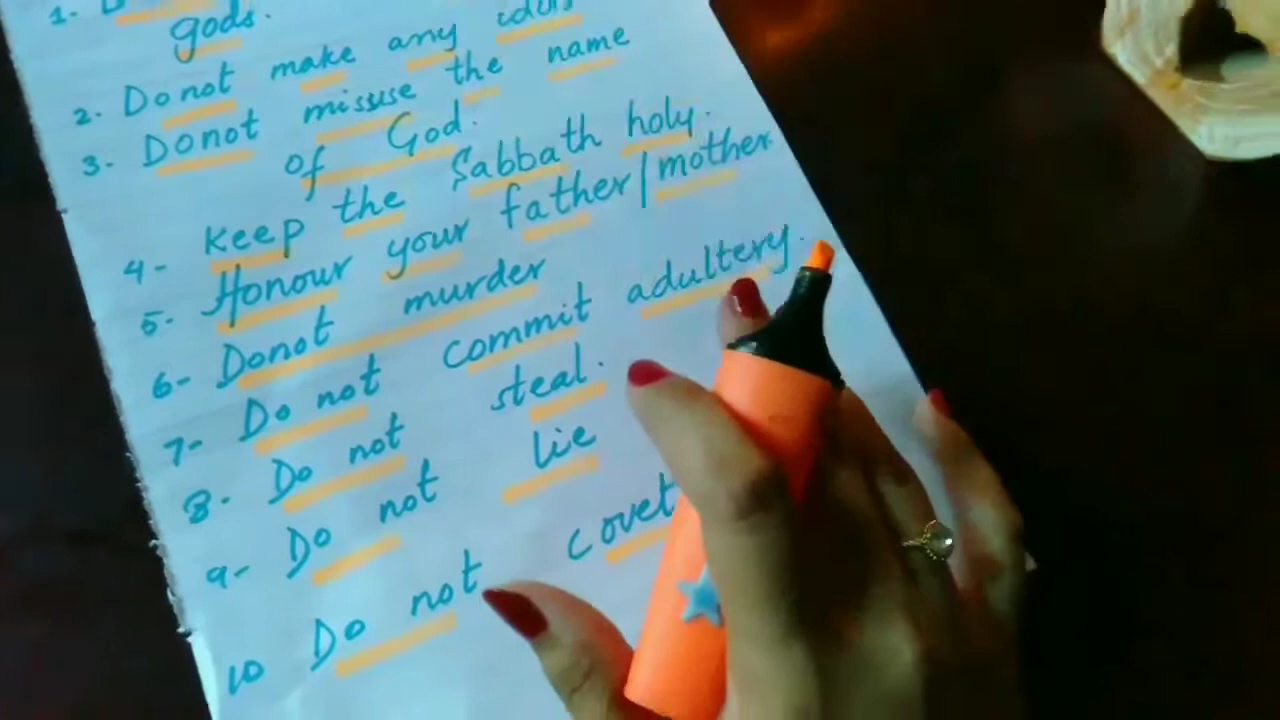 1.
gods.
2. Donot make any idols
3. Donot misuse the name
of God.
4- Keep the Sabbath holy.
5- Honour your father/mother.
6- Donot murder
7- Do not commit adultery.
8. Do not steal.
9- Do not lie
10 Do not covet